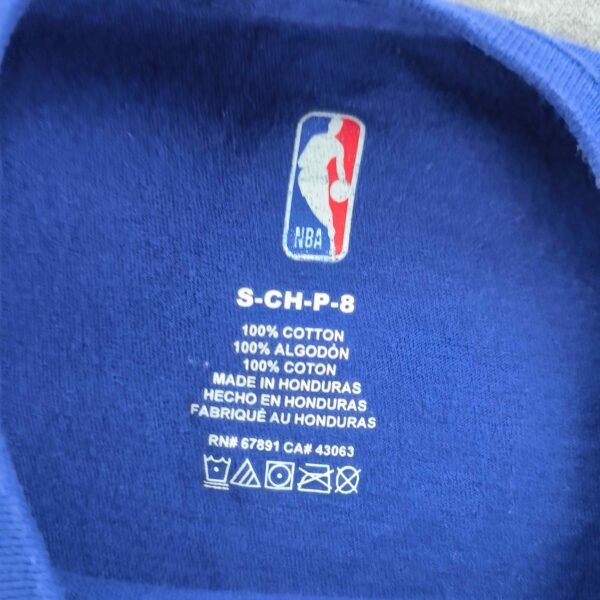 NBA
S-CH-P-8
100% COTTON
100% ALGODÓN
100% COTON
MADE IN HONDURAS
HECHO EN HONDURAS
FABRIQUÉ AU HONDURAS
RN# 67891 CA# 43063